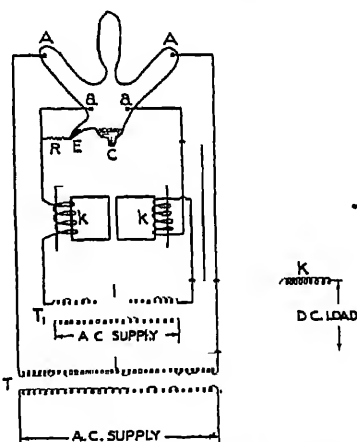 A A
a a
R E C
K K
K
T₁
A C SUPPLY
D C. LOAD
T
A. C. SUPPLY